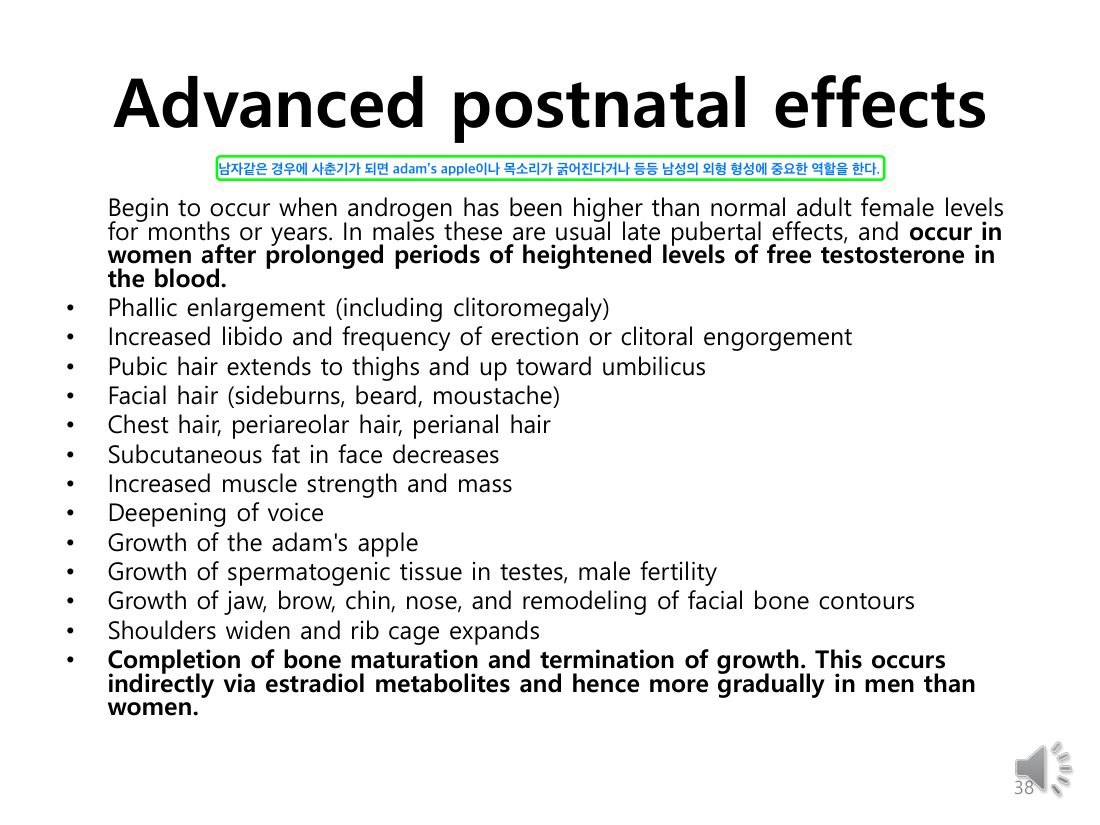 Advanced postnatal effects
남자같은 경우에 사춘기가 되면 adam's apple이나 목소리가 굵어진다거나 등등 남성의 외형 형성에 중요한 역할을 한다.
Begin to occur when androgen has been higher than normal adult female levels
for months or years. In males these are usual late pubertal effects, and occur in
women after prolonged periods of heightened levels of free testosterone in
the blood.
• Phallic enlargement (including clitoromegaly)
• Increased libido and frequency of erection or clitoral engorgement
• Pubic hair extends to thighs and up toward umbilicus
• Facial hair (sideburns, beard, moustache)
• Chest hair, periareolar hair, perianal hair
• Subcutaneous fat in face decreases
• Increased muscle strength and mass
• Deepening of voice
• Growth of the adam's apple
• Growth of spermatogenic tissue in testes, male fertility
• Growth of jaw, brow, chin, nose, and remodeling of facial bone contours
• Shoulders widen and rib cage expands
• Completion of bone maturation and termination of growth. This occurs
indirectly via estradiol metabolites and hence more gradually in men than
women.
38